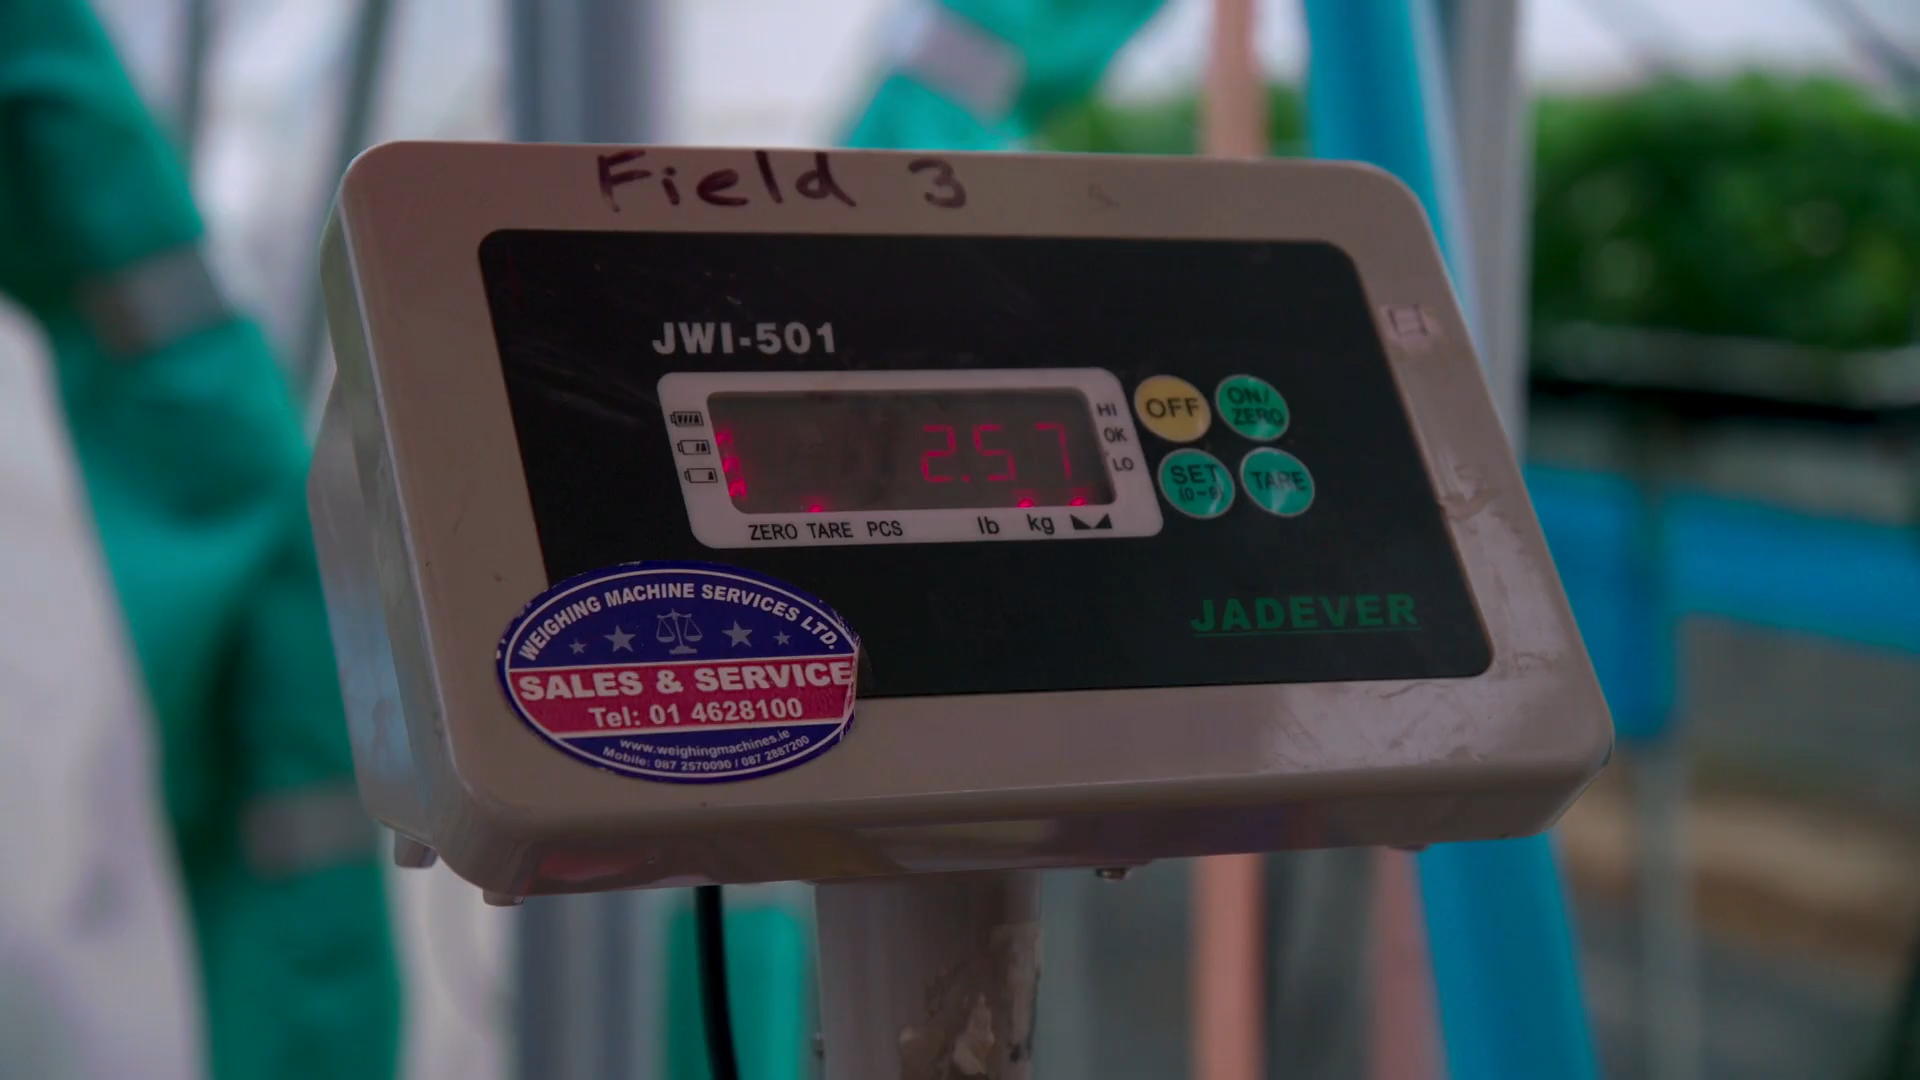 Field 3
JWI-501
2.57
HI
OK
LO
ZERO TARE PCS lb kg
OFF
ON/
ZERO
SET
(0~9)
TARE
JADEVER
WEIGHING MACHINE SERVICES LTD.
SALES & SERVICE
Tel: 01 4628100
www.weighingmachines.ie
Mobile: 087 2570090 / 087 2887200